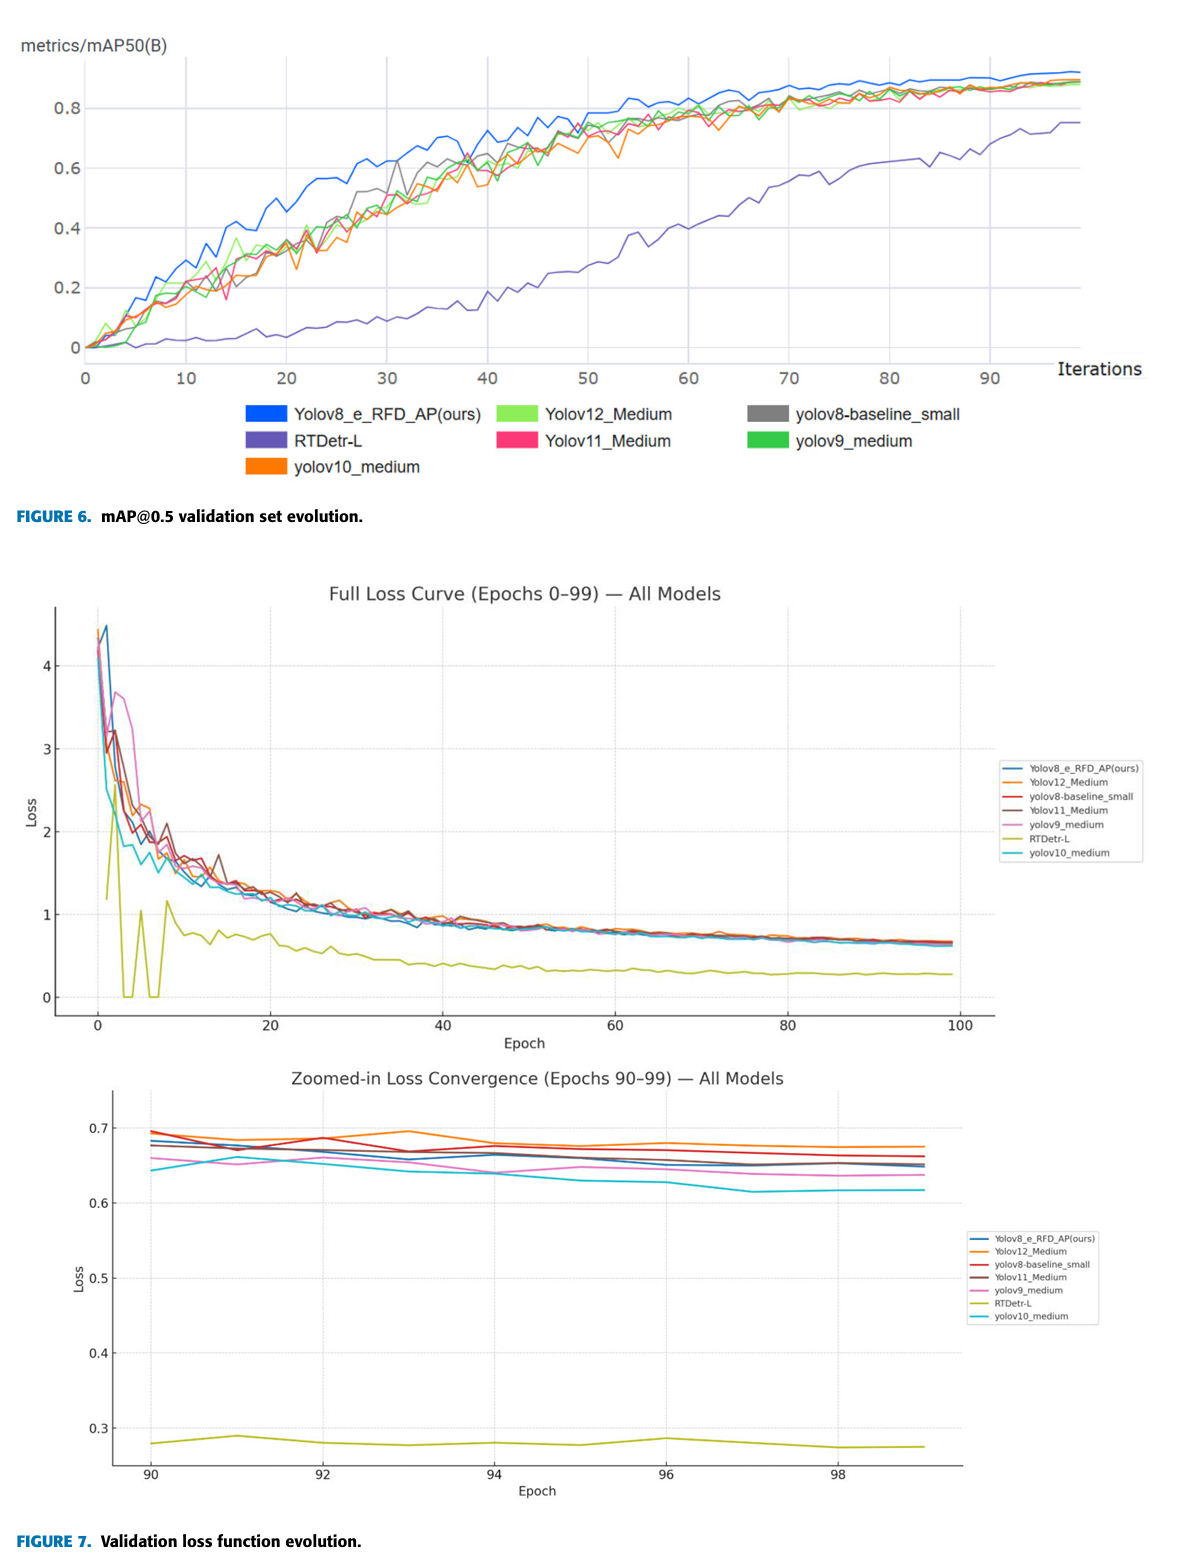 metrics/mAP50(B)
0.8
0.6
0.4
0.2
0
0 10 20 30 40 50 60 70 80 90 Iterations
Yolov8_e_RFD_AP(ours) Yolov12_Medium yolov8-baseline_small
RTDetr-L Yolov11_Medium yolov9_medium
yolov10_medium
FIGURE 6. mAP@0.5 validation set evolution.
Full Loss Curve (Epochs 0–99) — All Models
Loss
4
3
2
1
0
0 20 40 60 80 100
Epoch
Yolov8_e_RFD_AP(ours)
Yolov12_Medium
yolov8-baseline_small
Yolov11_Medium
yolov9_medium
RTDetr-L
yolov10_medium
Zoomed-in Loss Convergence (Epochs 90–99) — All Models
Loss
0.7
0.6
0.5
0.4
0.3
90 92 94 96 98
Epoch
Yolov8_e_RFD_AP(ours)
Yolov12_Medium
yolov8-baseline_small
Yolov11_Medium
yolov9_medium
RTDetr-L
yolov10_medium
FIGURE 7. Validation loss function evolution.